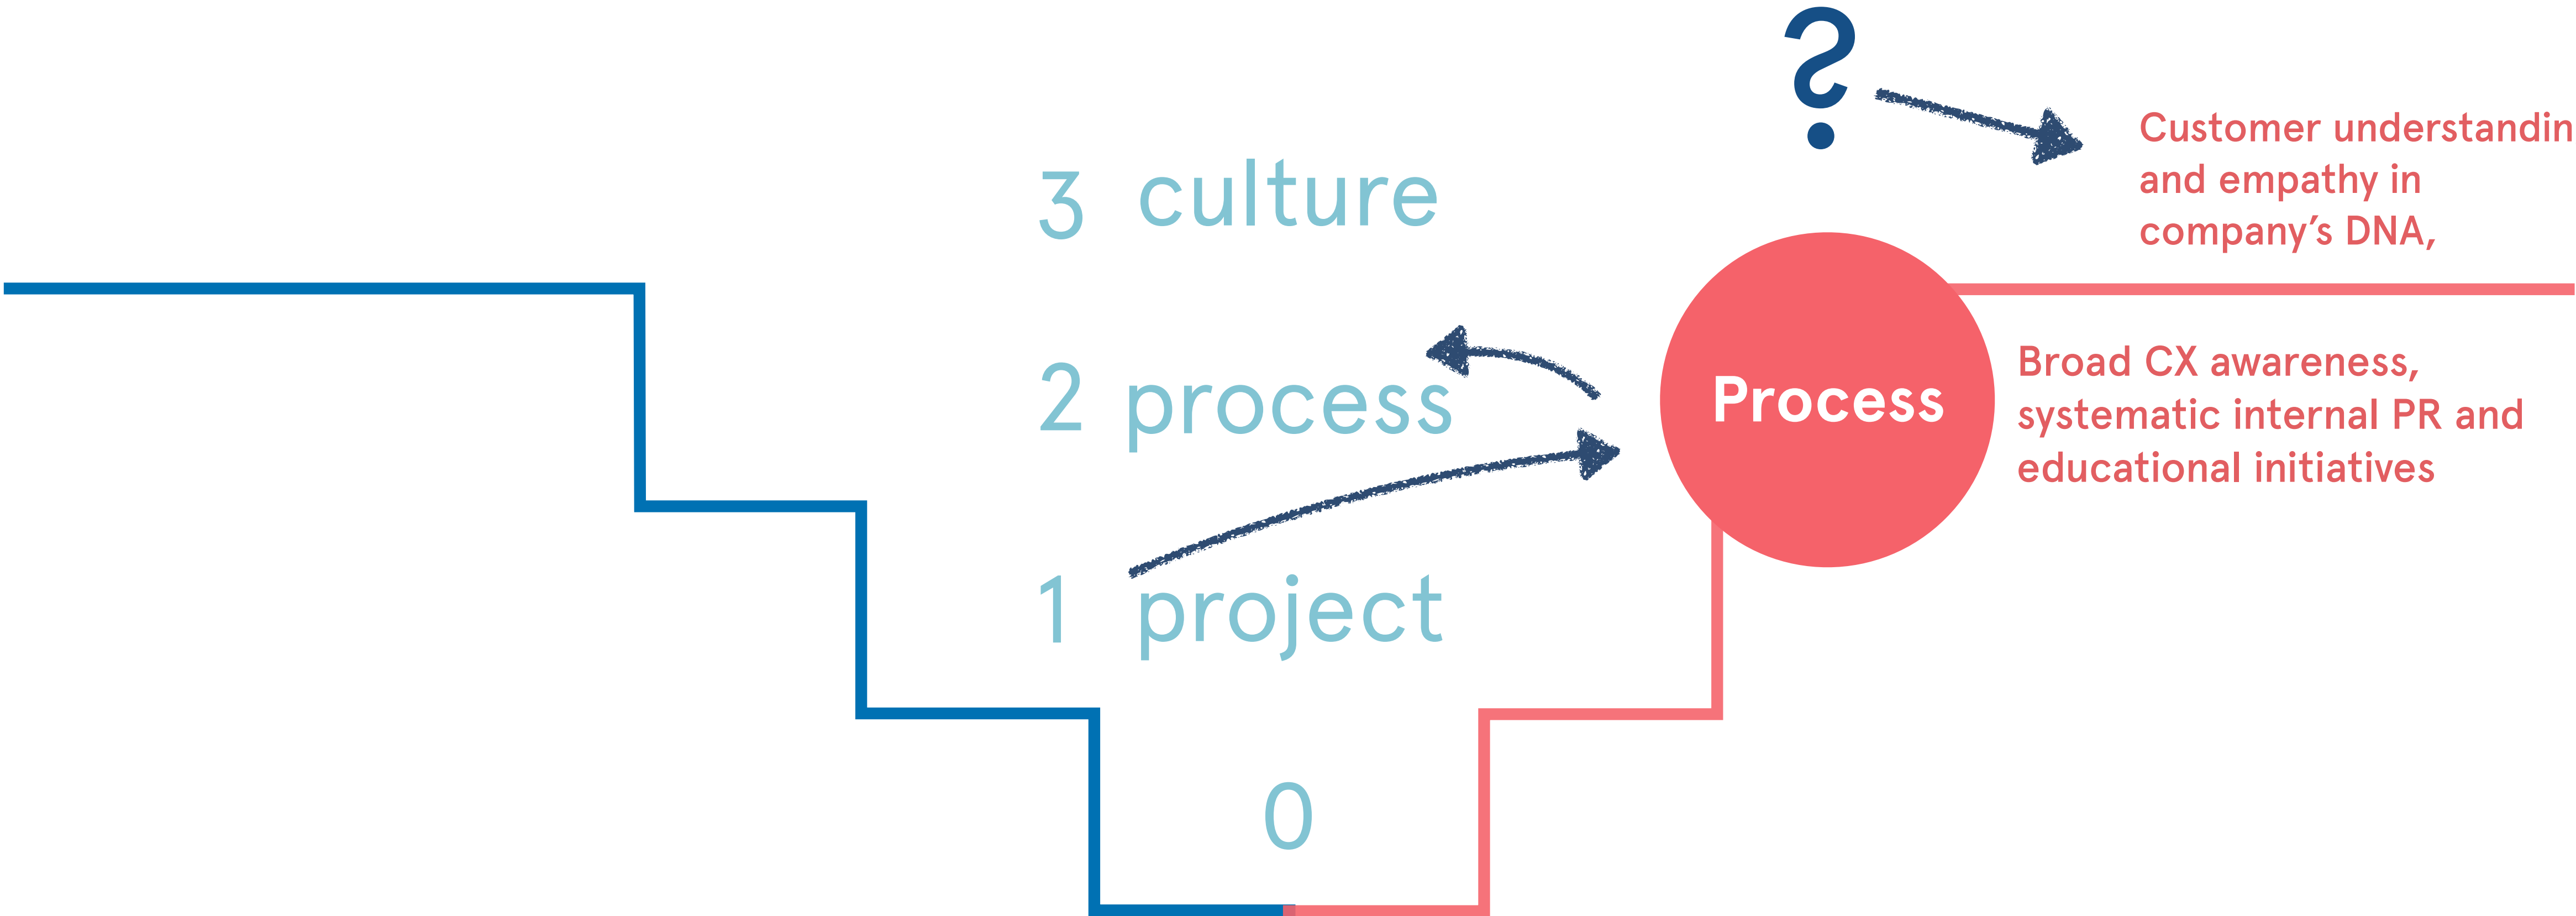 ?
Customer understandin
and empathy in
company's DNA,
3 culture
2 process
Process
Broad CX awareness,
systematic internal PR and
educational initiatives
1 project
0